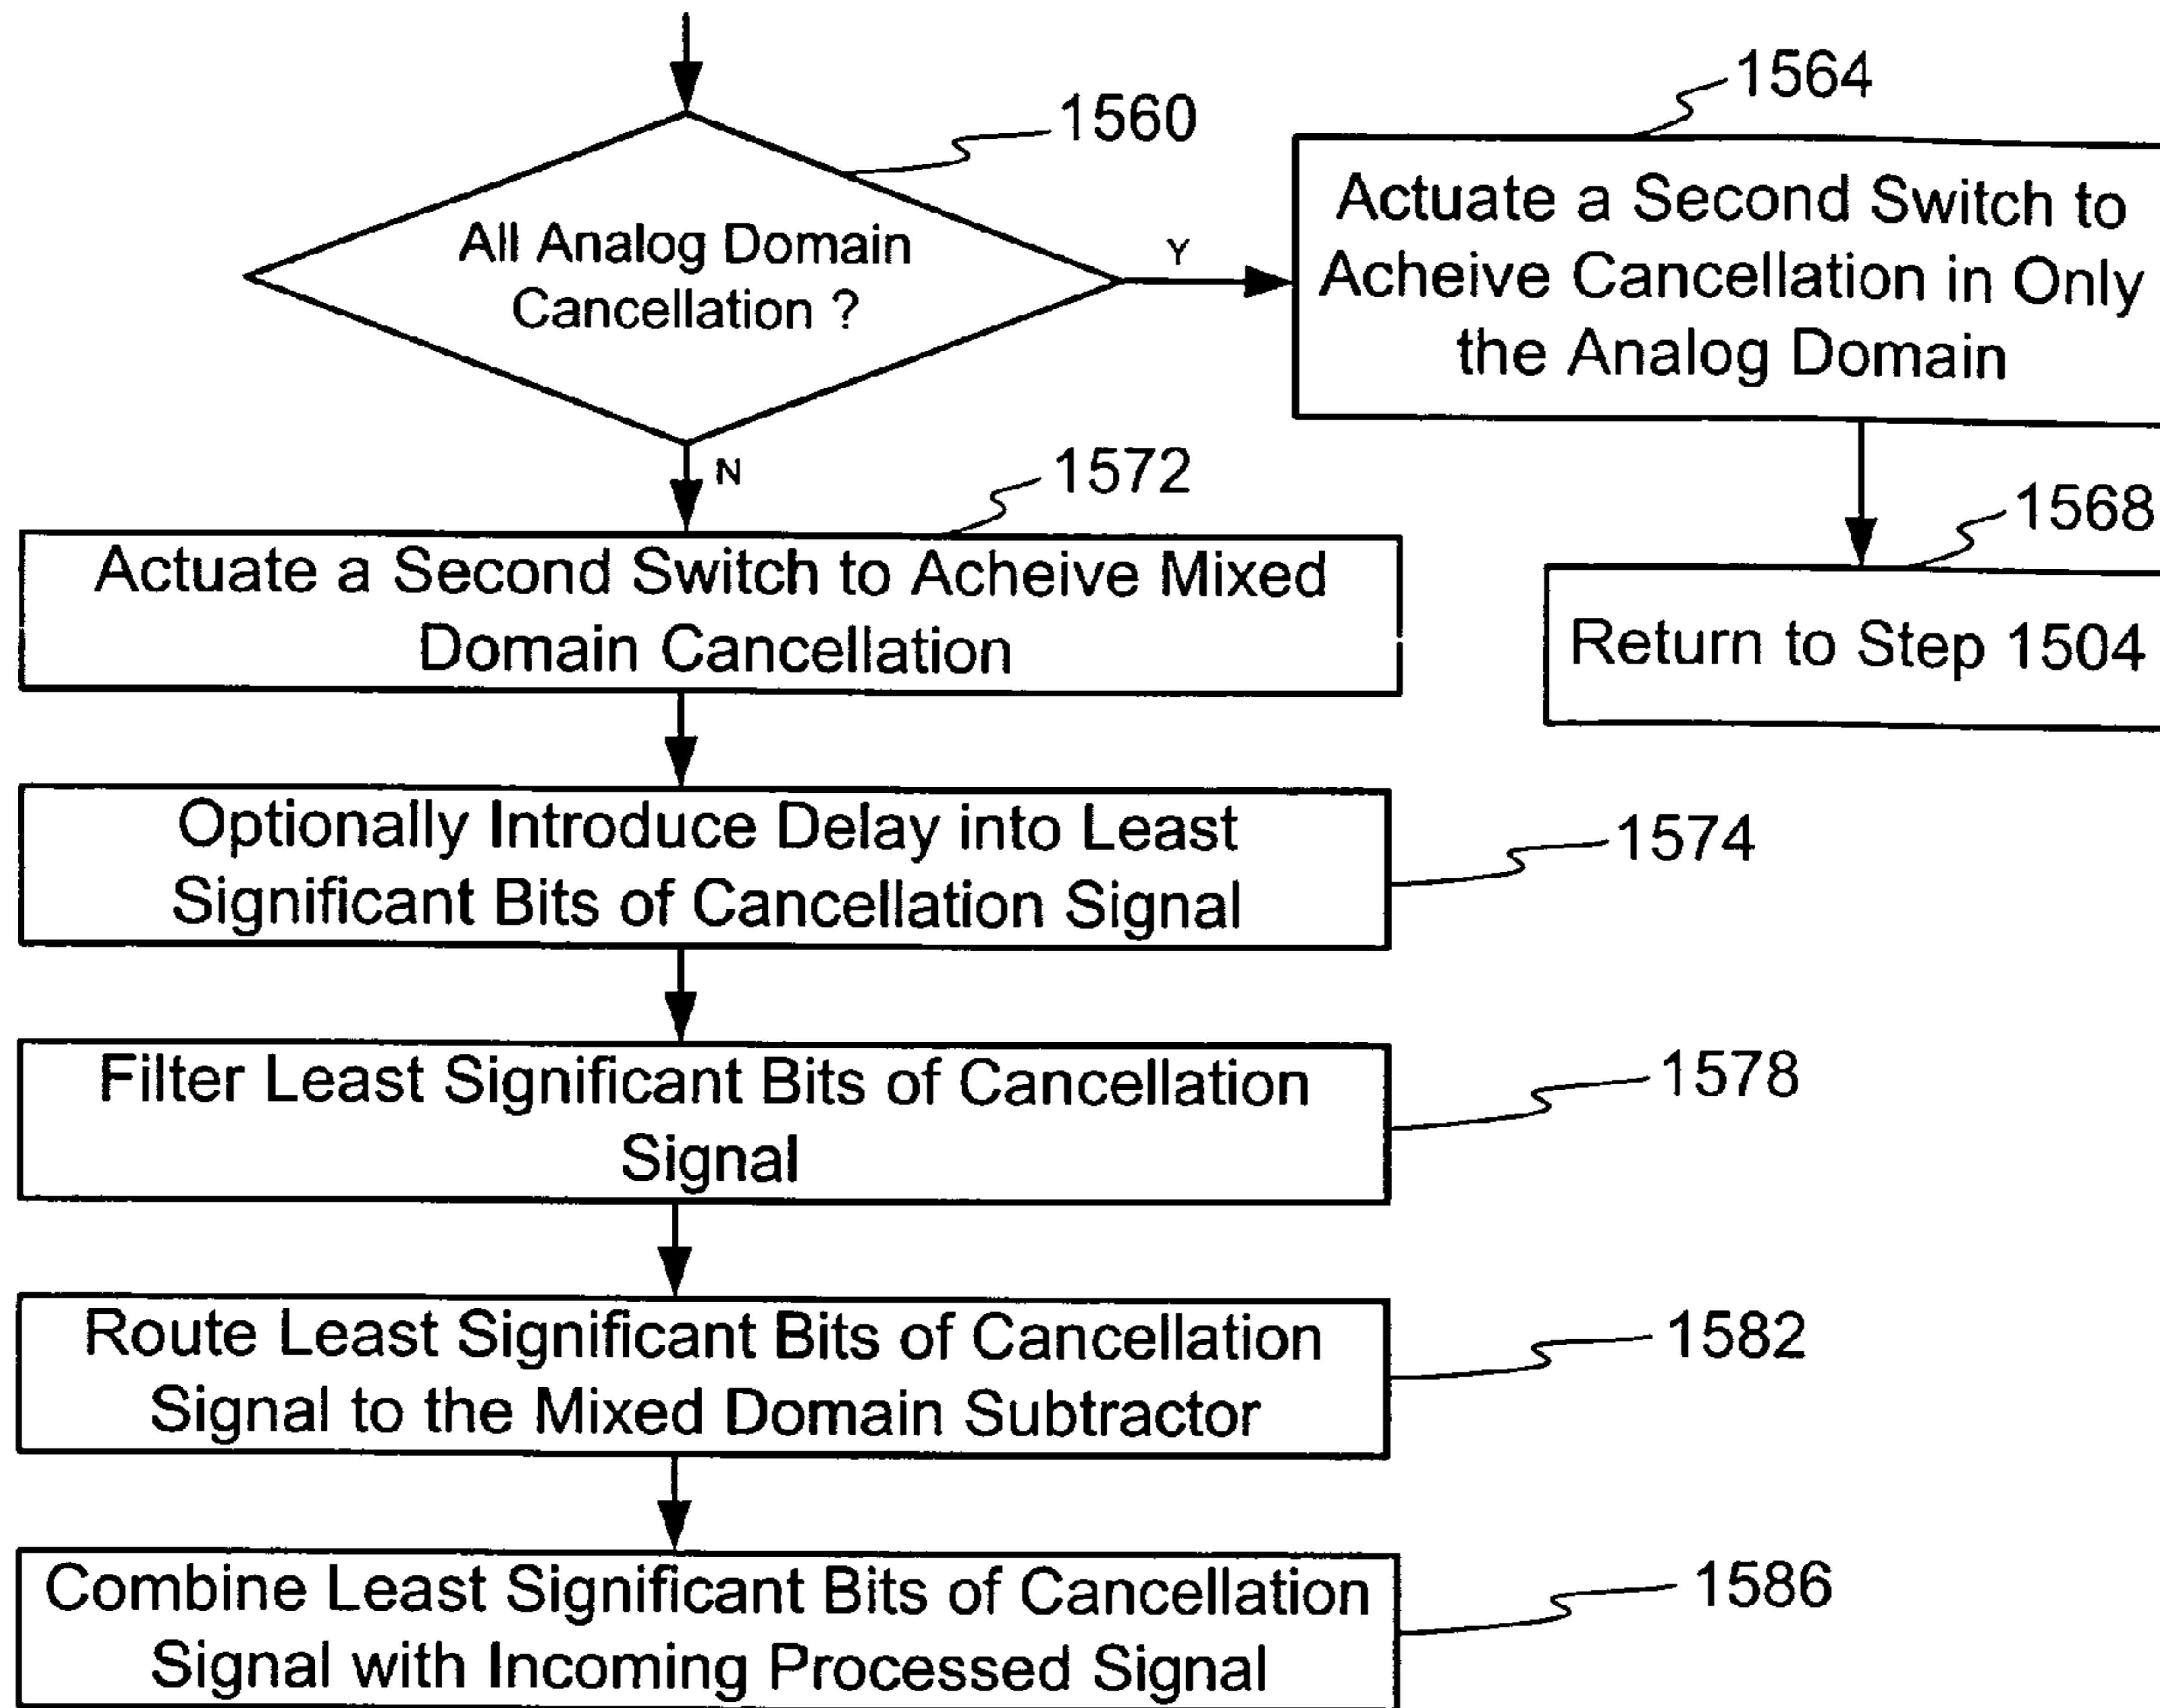 1560
All Analog Domain
Cancellation ?
Y
1564
Actuate a Second Switch to
Acheive Cancellation in Only
the Analog Domain
1568
Return to Step 1504
N
1572
Actuate a Second Switch to Acheive Mixed
Domain Cancellation
Optionally Introduce Delay into Least
Significant Bits of Cancellation Signal
1574
Filter Least Significant Bits of Cancellation
Signal
1578
Route Least Significant Bits of Cancellation
Signal to the Mixed Domain Subtractor
1582
Combine Least Significant Bits of Cancellation
Signal with Incoming Processed Signal
1586